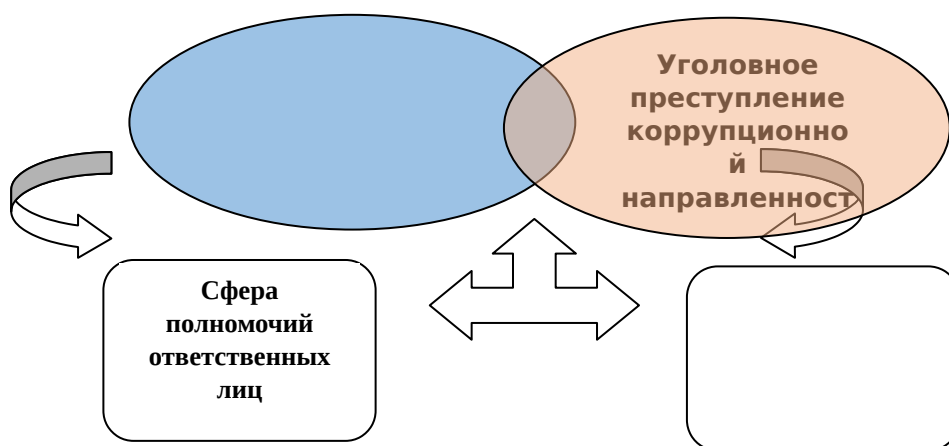 Уголовное
преступление
коррупционно
й
направленност
Сфера
полномочий
ответственных
лиц